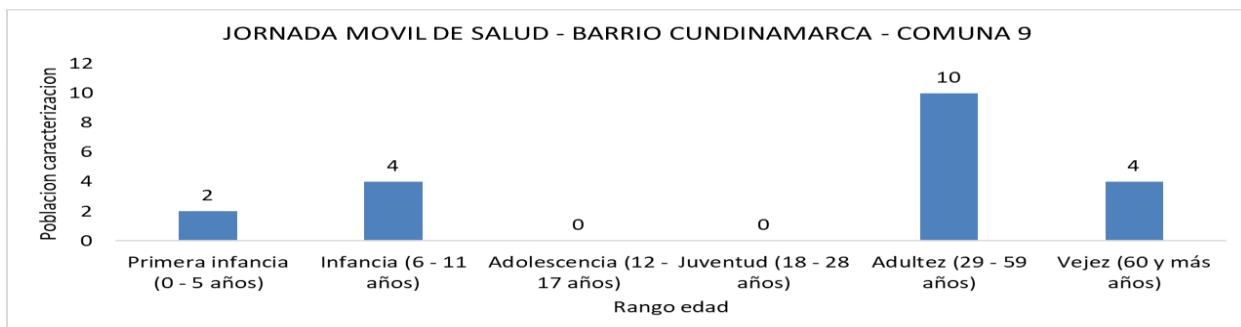 JORNADA MOVIL DE SALUD - BARRIO CUNDINAMARCA - COMUNA 9
Poblacion caracterizacion
12
10
8
6
4
2
0
2
4
0
0
10
4
Primera infancia
(0 - 5 años)
Infancia (6 - 11
años)
Adolescencia (12 -
17 años)
Juventud (18 - 28
años)
Adultez (29 - 59
años)
Vejez (60 y más
años)
Rango edad